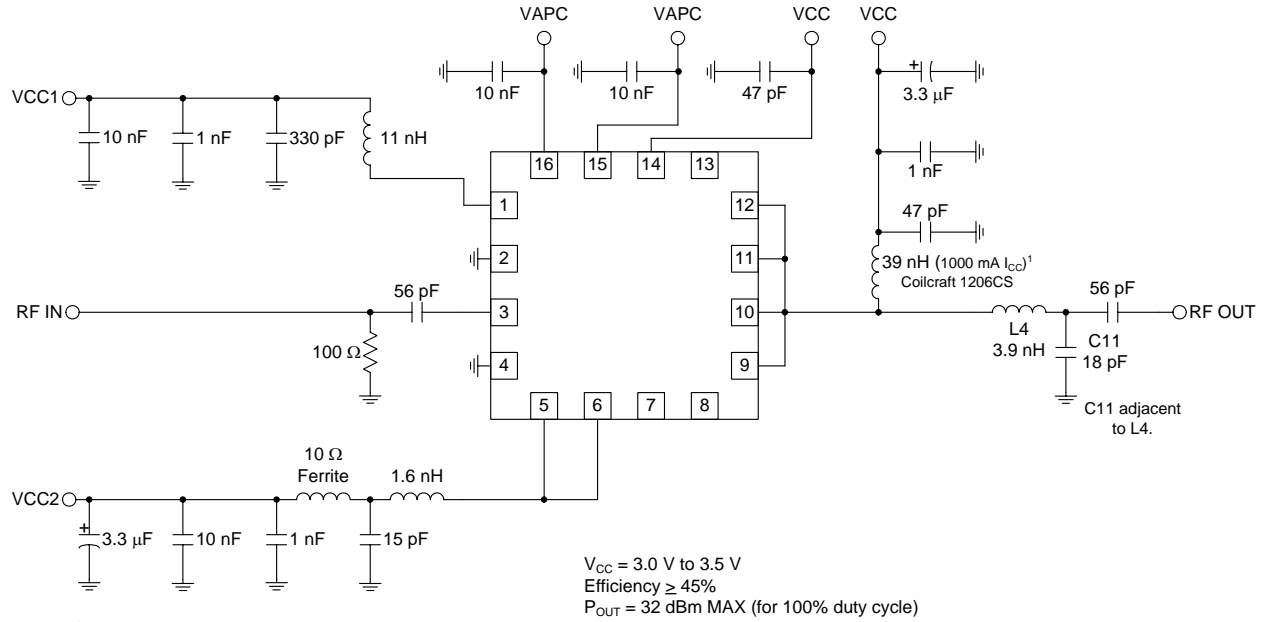 VAPC
VAPC
VCC
VCC
10 nF
10 nF
47 pF
+
3.3 μF
VCC1
10 nF
1 nF
330 pF
11 nH
16
15
14
13
1 nF
1
12
2
11
47 pF
39 nH (1000 mA ICC)1
Coilcraft 1206CS
RF IN
56 pF
3
10
56 pF
RF OUT
L4
3.9 nH
C11
18 pF
100 Ω
4
9
C11 adjacent
to L4.
5
6
7
8
10 Ω
Ferrite
1.6 nH
VCC2
+
3.3 μF
10 nF
1 nF
15 pF
VCC = 3.0 V to 3.5 V
Efficiency ≥ 45%
POUT = 32 dBm MAX (for 100% duty cycle)